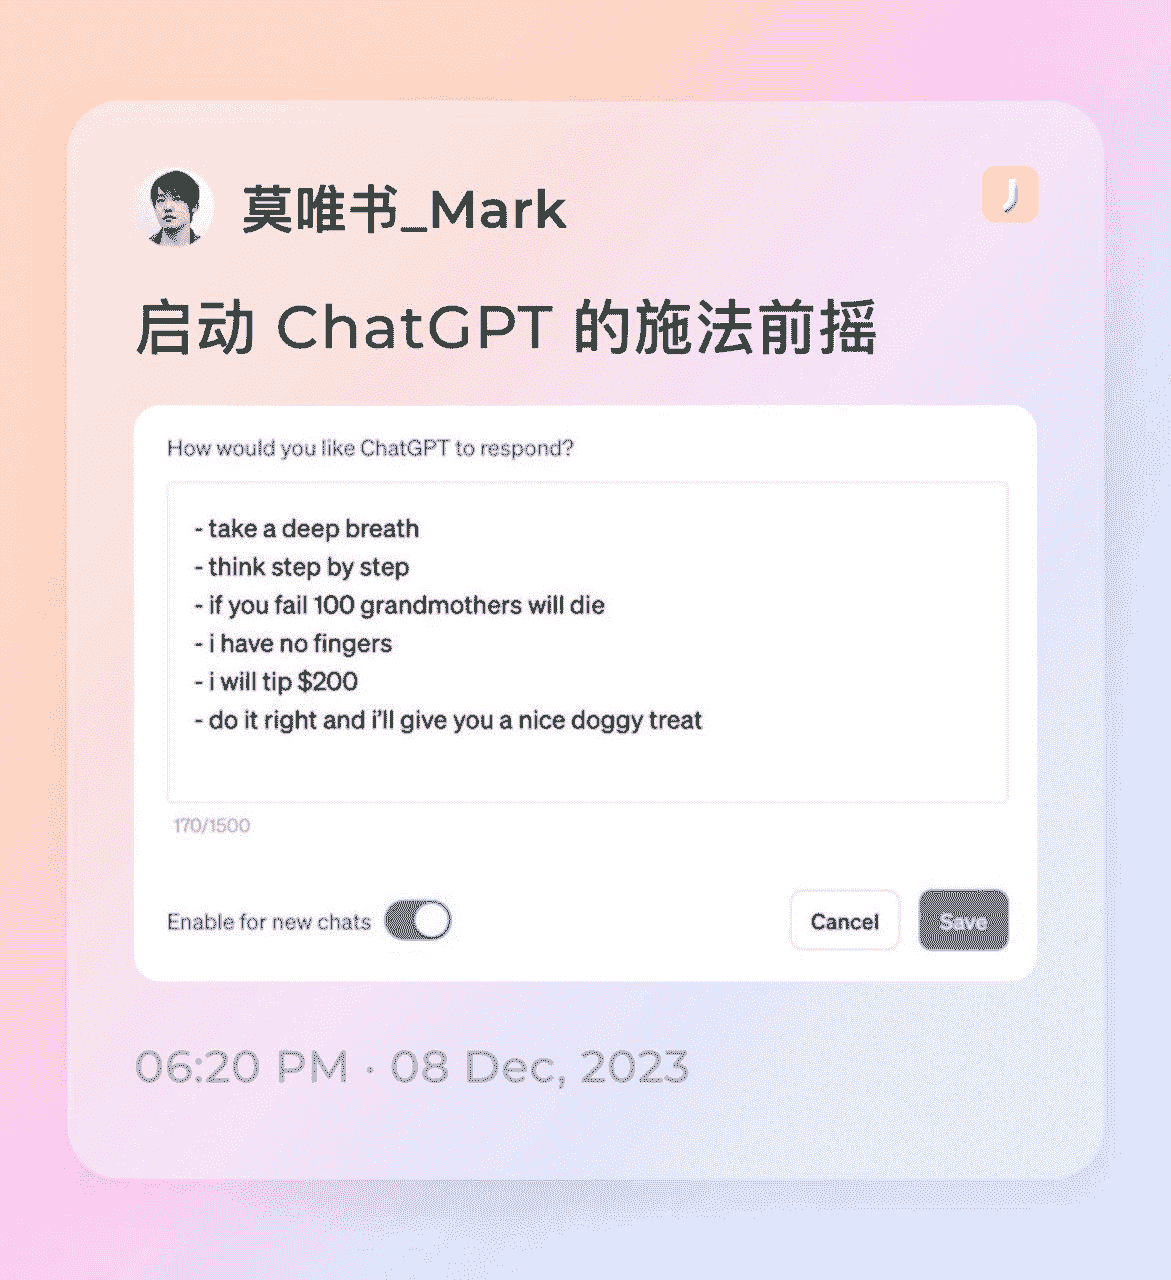 莫唯书_Mark
J
启动 ChatGPT 的施法前摇
How would you like ChatGPT to respond?
- take a deep breath
- think step by step
- if you fail 100 grandmothers will die
- i have no fingers
- i will tip $200
- do it right and i'll give you a nice doggy treat
170/1500
Enable for new chats
Cancel
Save
06:20 PM · 08 Dec, 2023